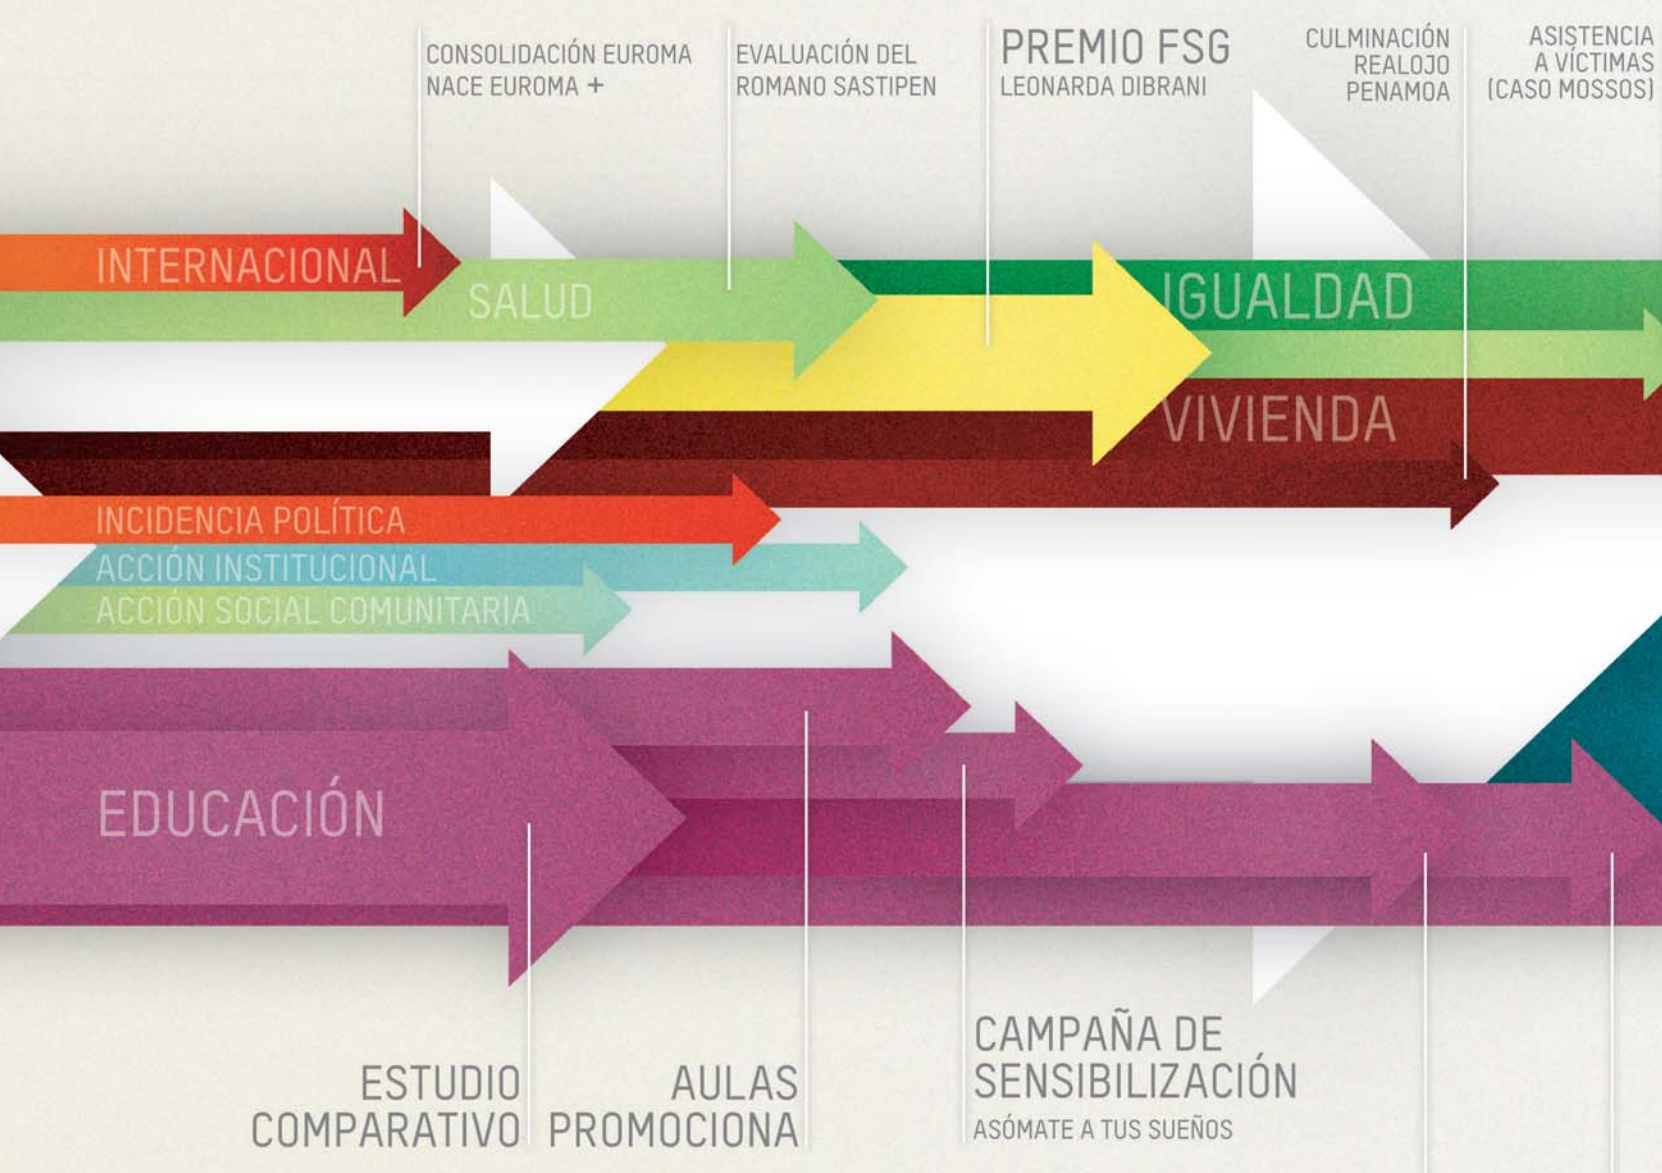 CONSOLIDACIÓN EUROMA
NACE EUROMA +
EVALUACIÓN DEL
ROMANO SASTIPEN
PREMIO FSG
LEONARDA DIBRANI
CULMINACIÓN
REALOJO
PENAMOA
ASISTENCIA
A VÍCTIMAS
(CASO MOSSOS)
INTERNACIONAL
SALUD
IGUALDAD
VIVIENDA
INCIDENCIA POLÍTICA
ACCIÓN INSTITUCIONAL
ACCIÓN SOCIAL COMUNITARIA
EDUCACIÓN
ESTUDIO
COMPARATIVO
AULAS
PROMOCIONA
CAMPAÑA DE
SENSIBILIZACIÓN
ASÓMATE A TUS SUEÑOS